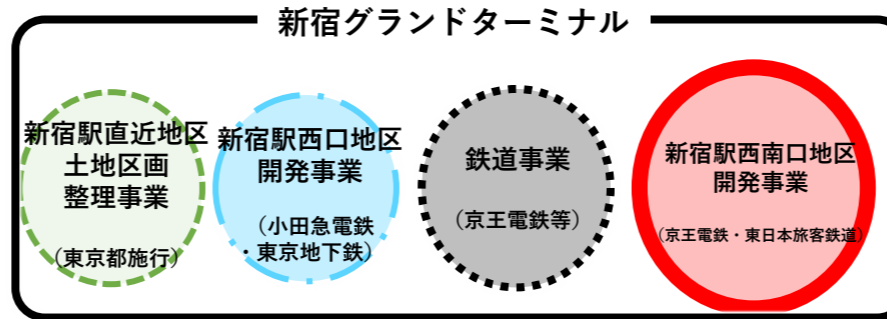 新宿グランドターミナル
新宿駅直近地区
土地区画
整理事業
（東京都施行）
新宿駅西口地区
開発事業
（小田急電鉄
・東京地下鉄）
鉄道事業
（京王電鉄等）
新宿駅西南口地区
開発事業
（京王電鉄・東日本旅客鉄道）